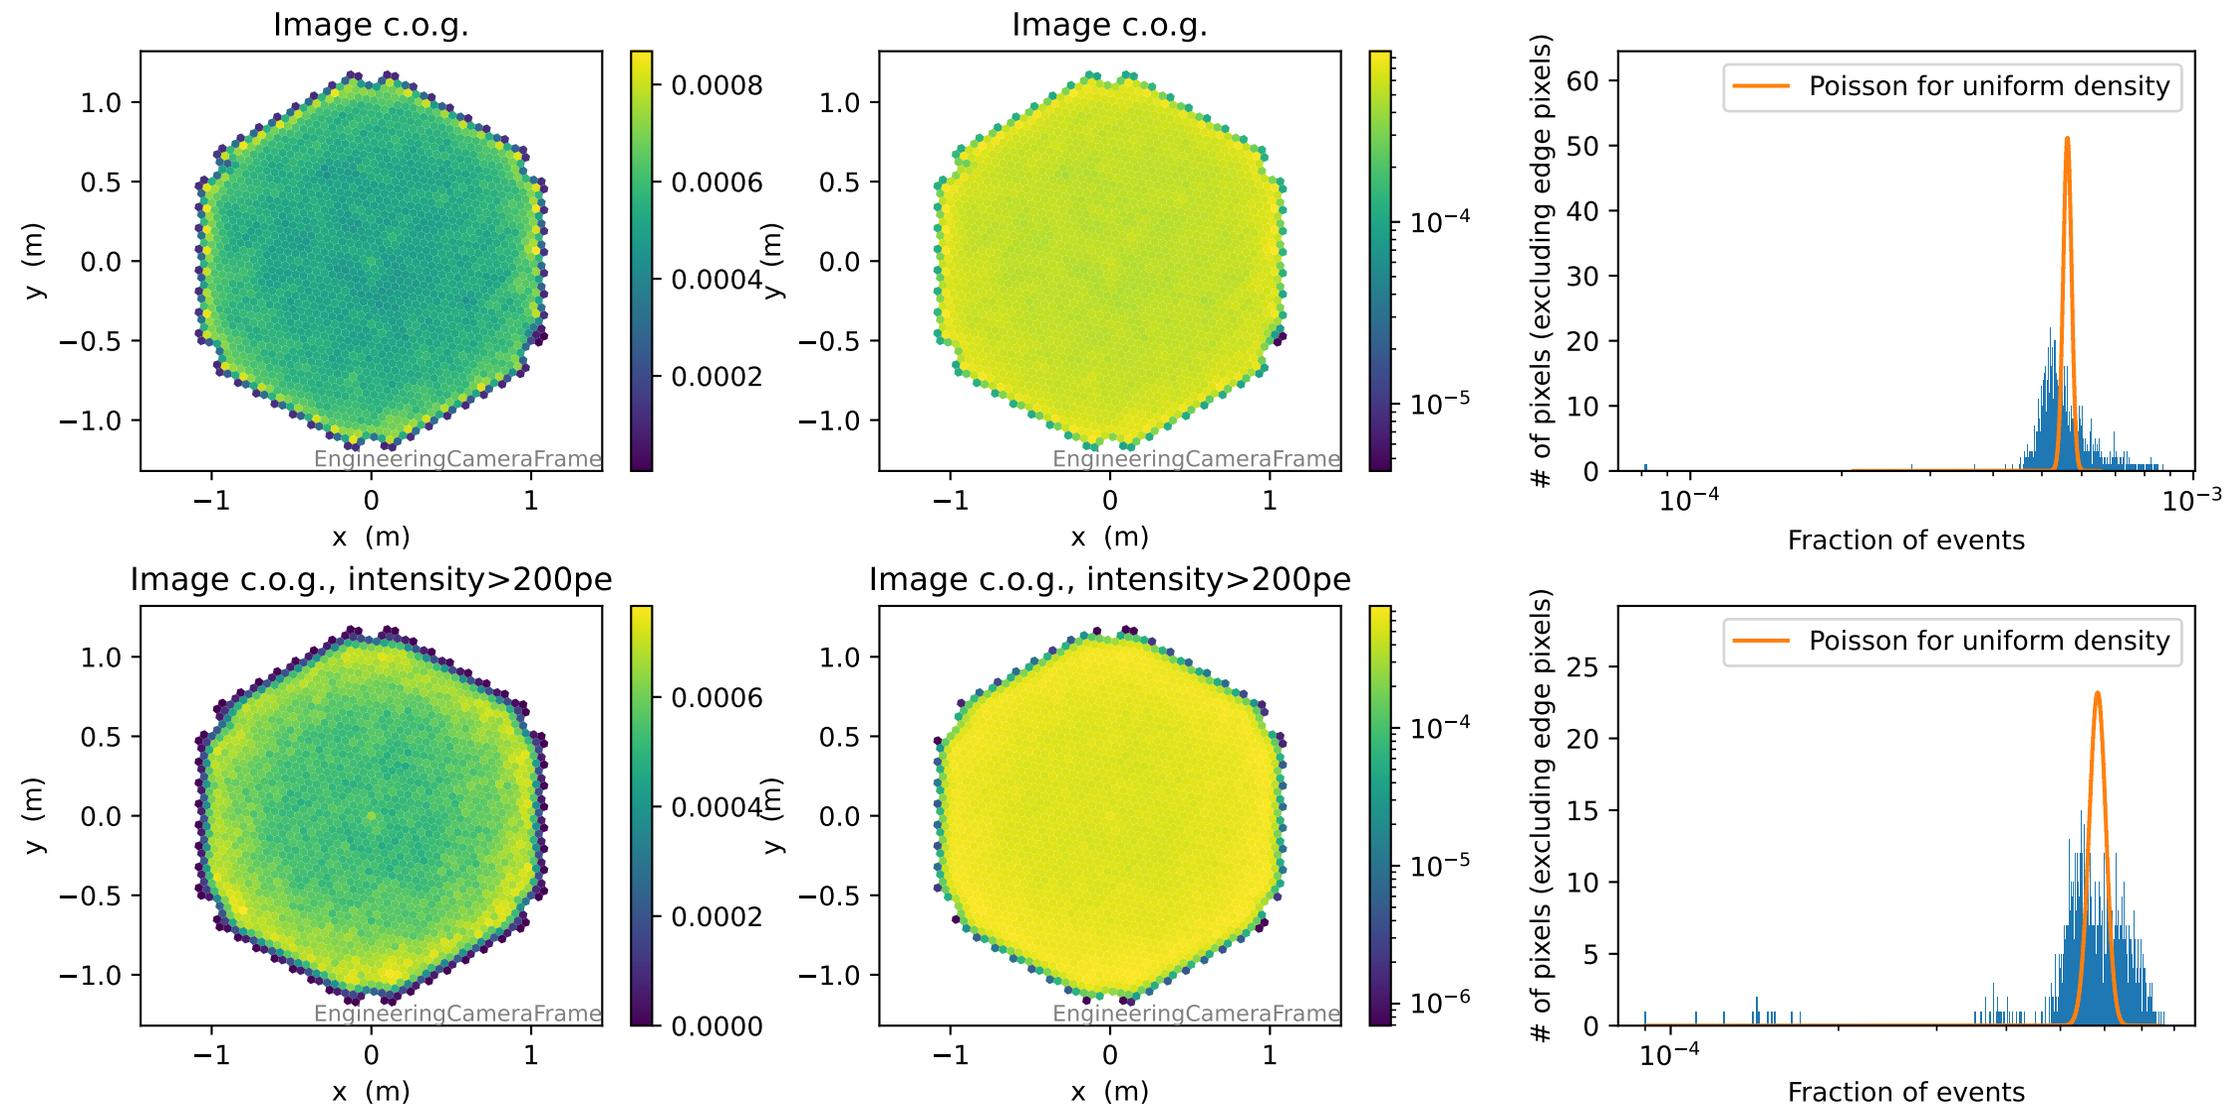 Image c.o.g.
1.0
0.5
0.0
−0.5
−1.0
y (m)
−1
0
1
x (m)
EngineeringCameraFrame
0.0008
0.0006
0.0004
0.0002
Image c.o.g.
1.0
0.5
0.0
−0.5
−1.0
y (m)
−1
0
1
x (m)
EngineeringCameraFrame
10⁻⁴
10⁻⁵
Poisson for uniform density
60
50
40
30
20
10
0
# of pixels (excluding edge pixels)
10⁻⁴
10⁻³
Fraction of events
Image c.o.g., intensity>200pe
1.0
0.5
0.0
−0.5
−1.0
y (m)
−1
0
1
x (m)
EngineeringCameraFrame
0.0006
0.0004
0.0002
0.0000
Image c.o.g., intensity>200pe
1.0
0.5
0.0
−0.5
−1.0
y (m)
−1
0
1
x (m)
EngineeringCameraFrame
10⁻⁴
10⁻⁵
10⁻⁶
Poisson for uniform density
25
20
15
10
5
0
# of pixels (excluding edge pixels)
10⁻⁴
Fraction of events